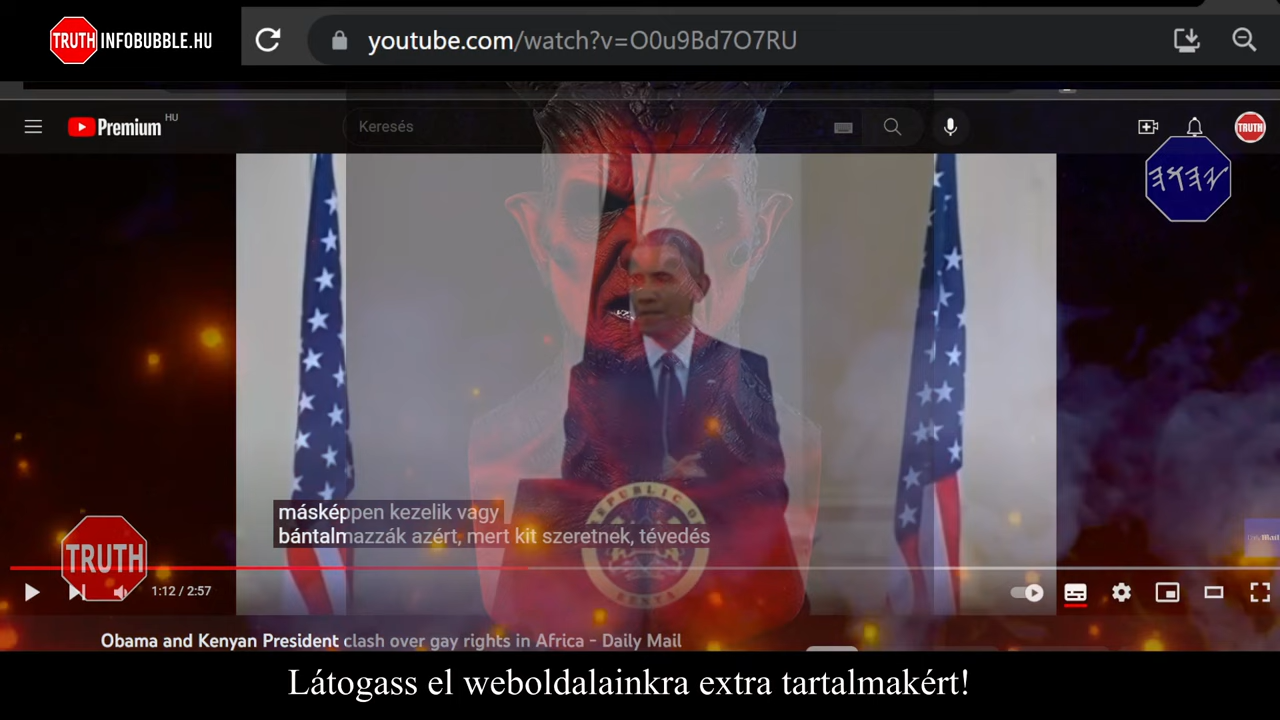 TRUTH INFOBUBBLE.HU
youtube.com/watch?v=O0u9Bd7O7RU
Premium HU
Keresés
TRUTH
másképpen kezelik vagy
bántalmazzák azért, mert kit szeretnek, tévedés
Daily Mail
TRUTH
1:12 / 2:57
Obama and Kenyan President clash over gay rights in Africa - Daily Mail
Látogass el weboldalainkra extra tartalmakért!